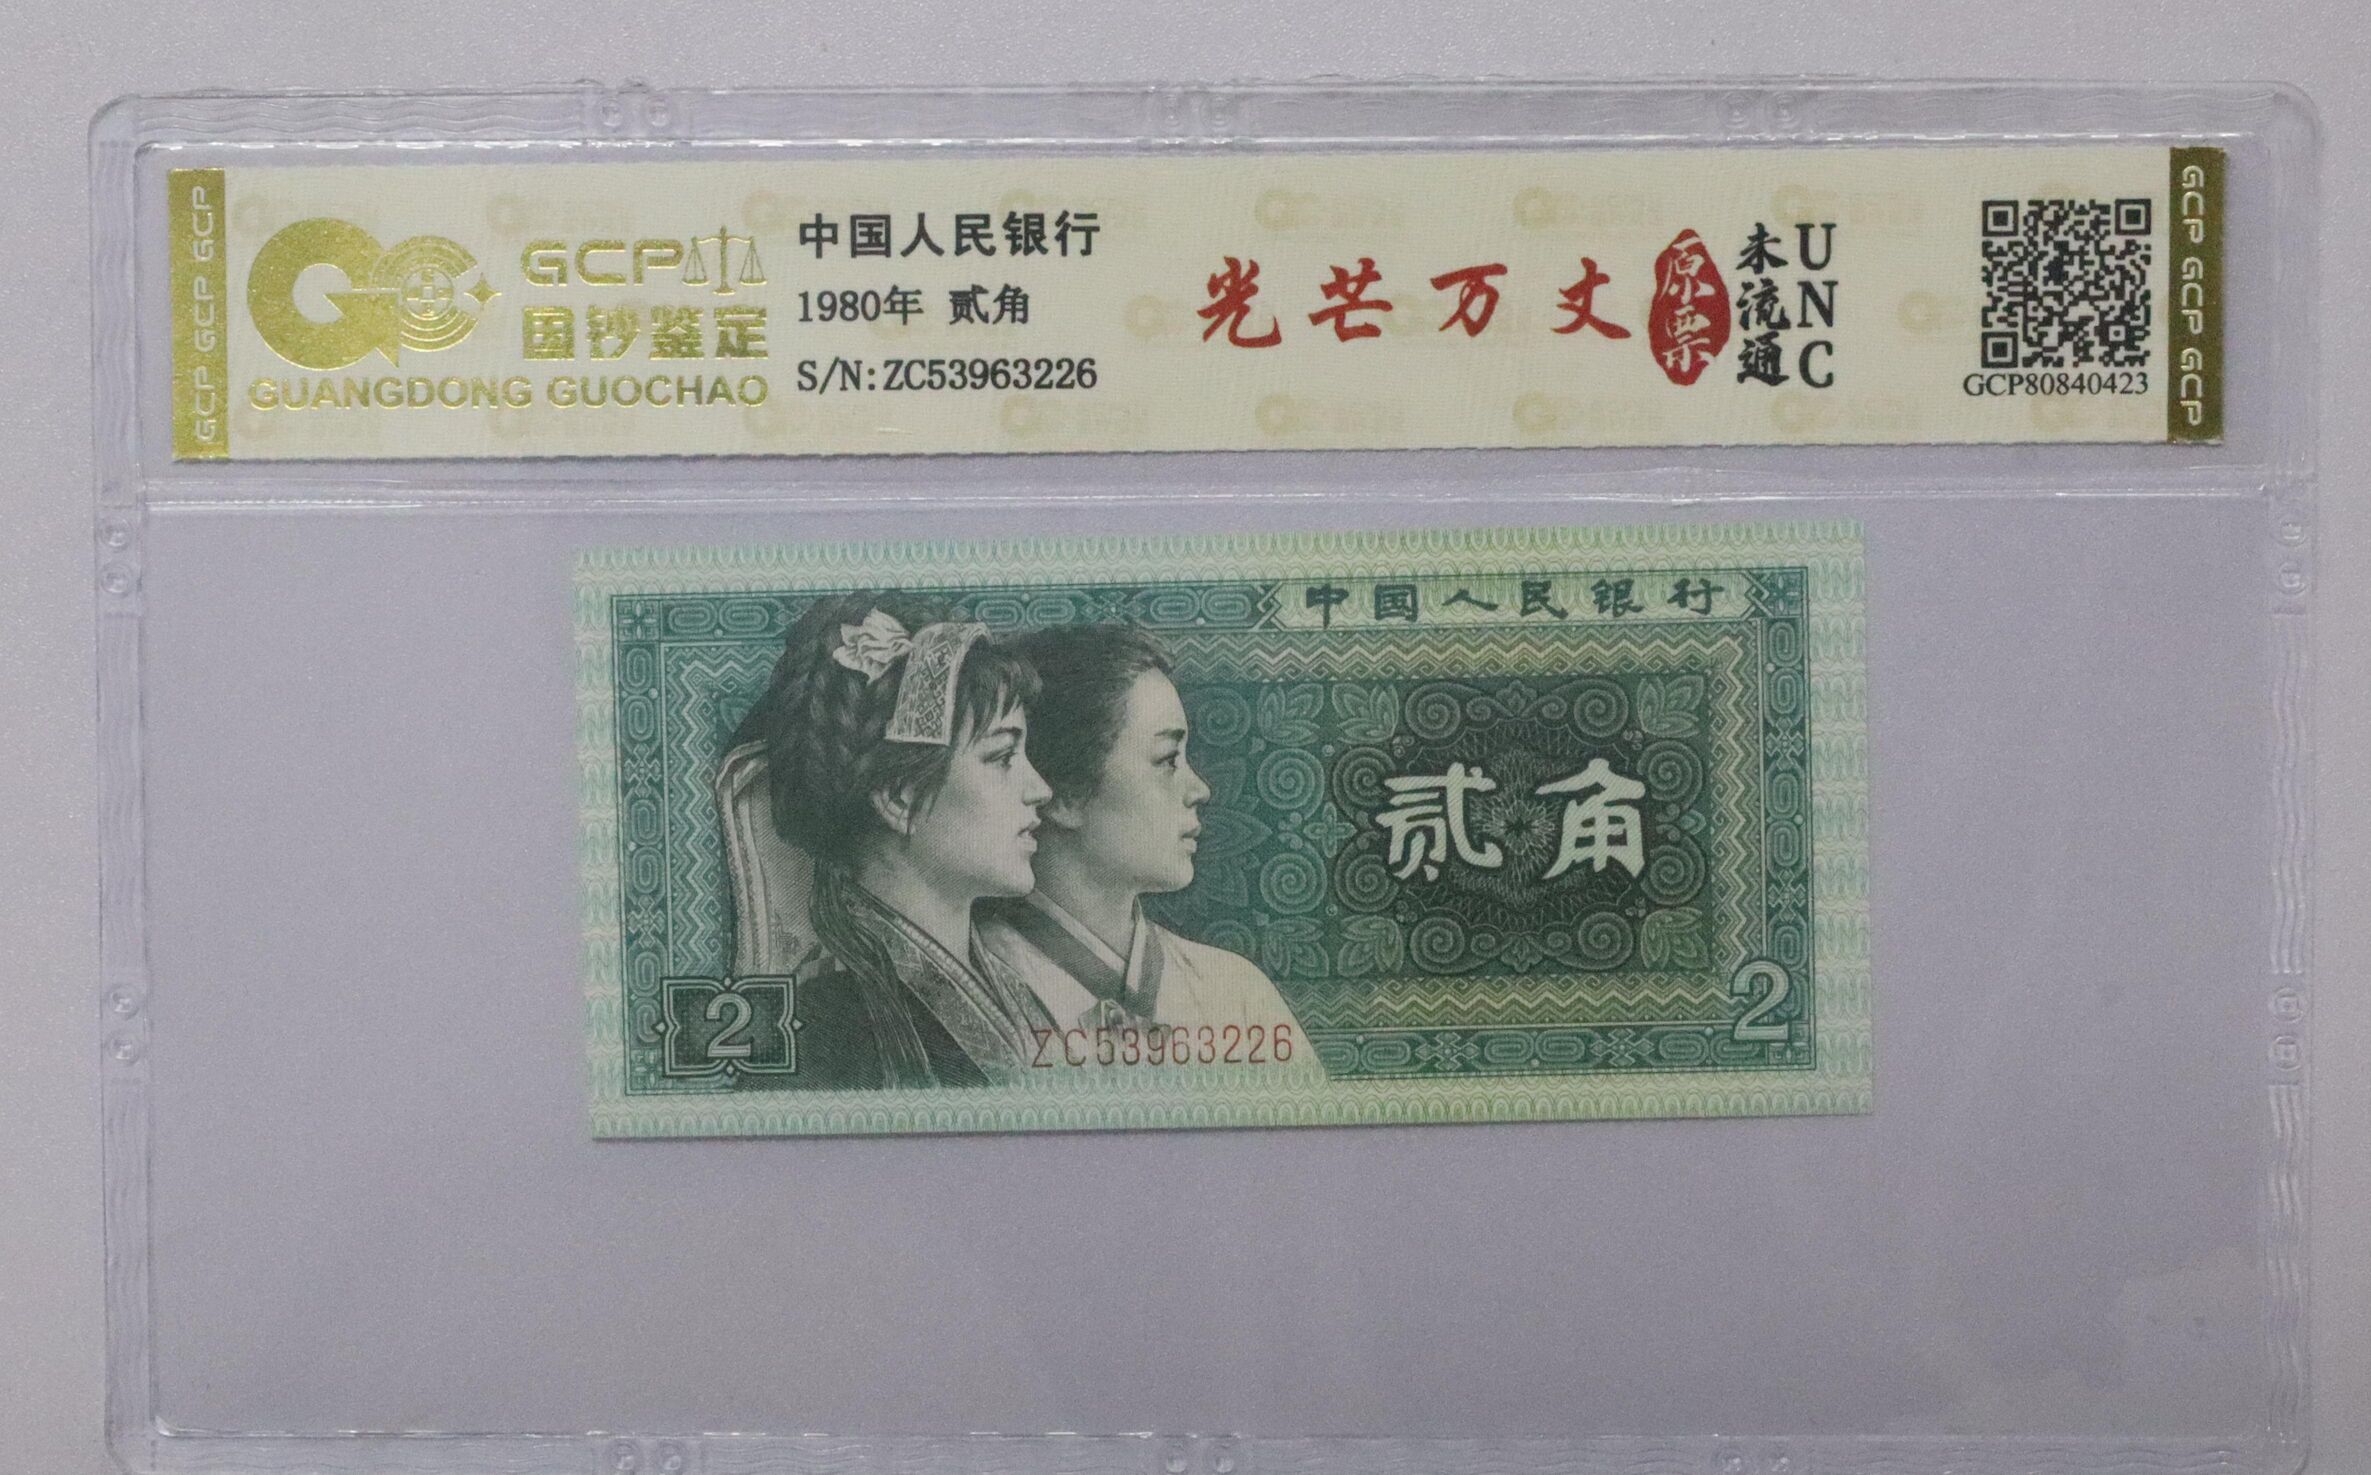 GCP GCP GCP
GCP
国钞鉴定
GUANGDONG GUOCHAO
中国人民银行
1980年 贰角
S/N:ZC53963226
光芒万丈
原票
未流通
UNC
GCP80840423
GCP GCP GCP
中国人民银行
贰角
2
2
ZC53963226